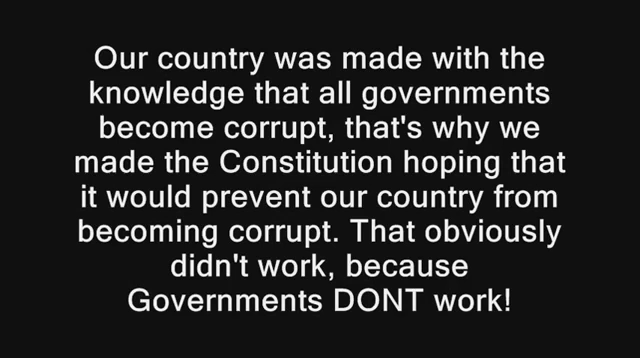 Our country was made with the
knowledge that all governments
become corrupt, that's why we
made the Constitution hoping that
it would prevent our country from
becoming corrupt. That obviously
didn't work, because
Governments DONT work!